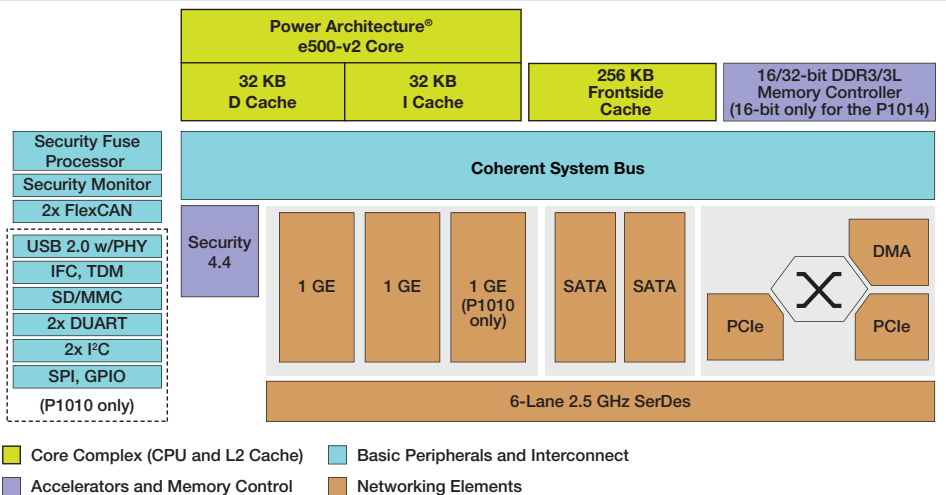 Power Architecture®
e500-v2 Core
32 KB
D Cache
32 KB
I Cache
256 KB
Frontside
Cache
16/32-bit DDR3/3L
Memory Controller
(16-bit only for the P1014)
Security Fuse
Processor
Security Monitor
2x FlexCAN
USB 2.0 w/PHY
IFC, TDM
SD/MMC
2x DUART
2x I²C
SPI, GPIO
(P1010 only)
Coherent System Bus
Security
4.4
1 GE
1 GE
1 GE
(P1010
only)
SATA
SATA
DMA
PCIe
PCIe
6-Lane 2.5 GHz SerDes
Core Complex (CPU and L2 Cache)
Basic Peripherals and Interconnect
Accelerators and Memory Control
Networking Elements